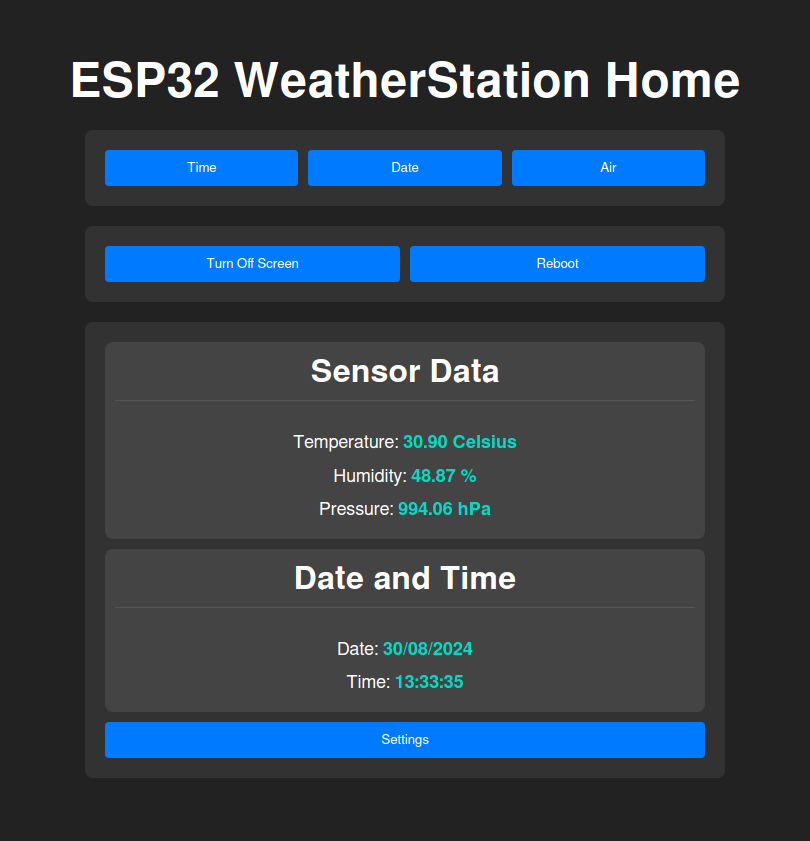 ESP32 WeatherStation Home
Time Date Air
Turn Off Screen Reboot
Sensor Data
Temperature: 30.90 Celsius
Humidity: 48.87 %
Pressure: 994.06 hPa
Date and Time
Date: 30/08/2024
Time: 13:33:35
Settings